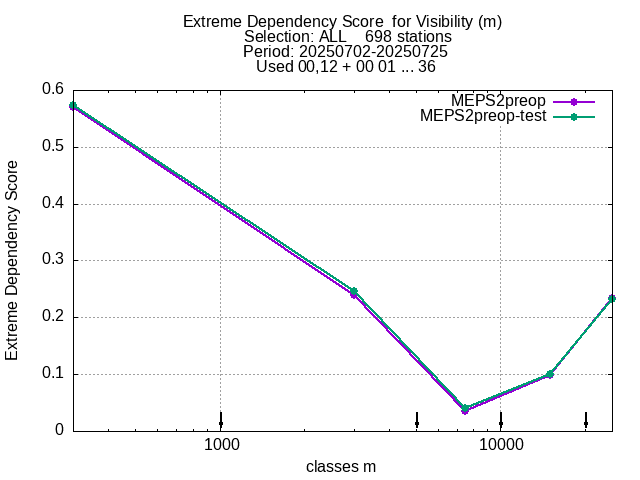 Extreme Dependency Score  for Visibility (m)
Selection: ALL    698 stations
Period: 20250702-20250725
Used 00,12 + 00 01 ... 36
MEPS2preop
MEPS2preop-test
0.6
0.5
0.4
0.3
0.2
0.1
0
Extreme Dependency Score
1000 10000
classes m